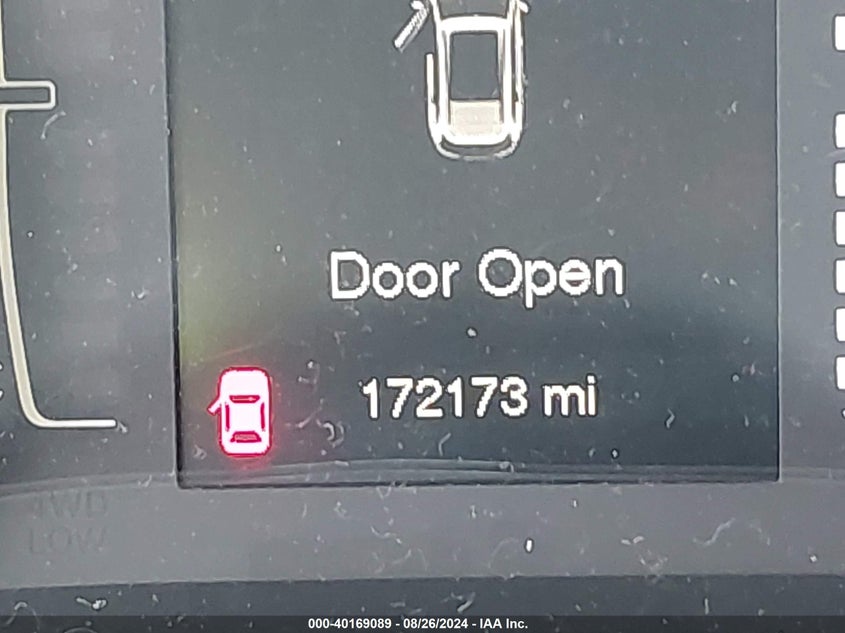 Door Open
172173 mi
4WD
LOW
000-40169089 - 08/26/2024 - IAA Inc.